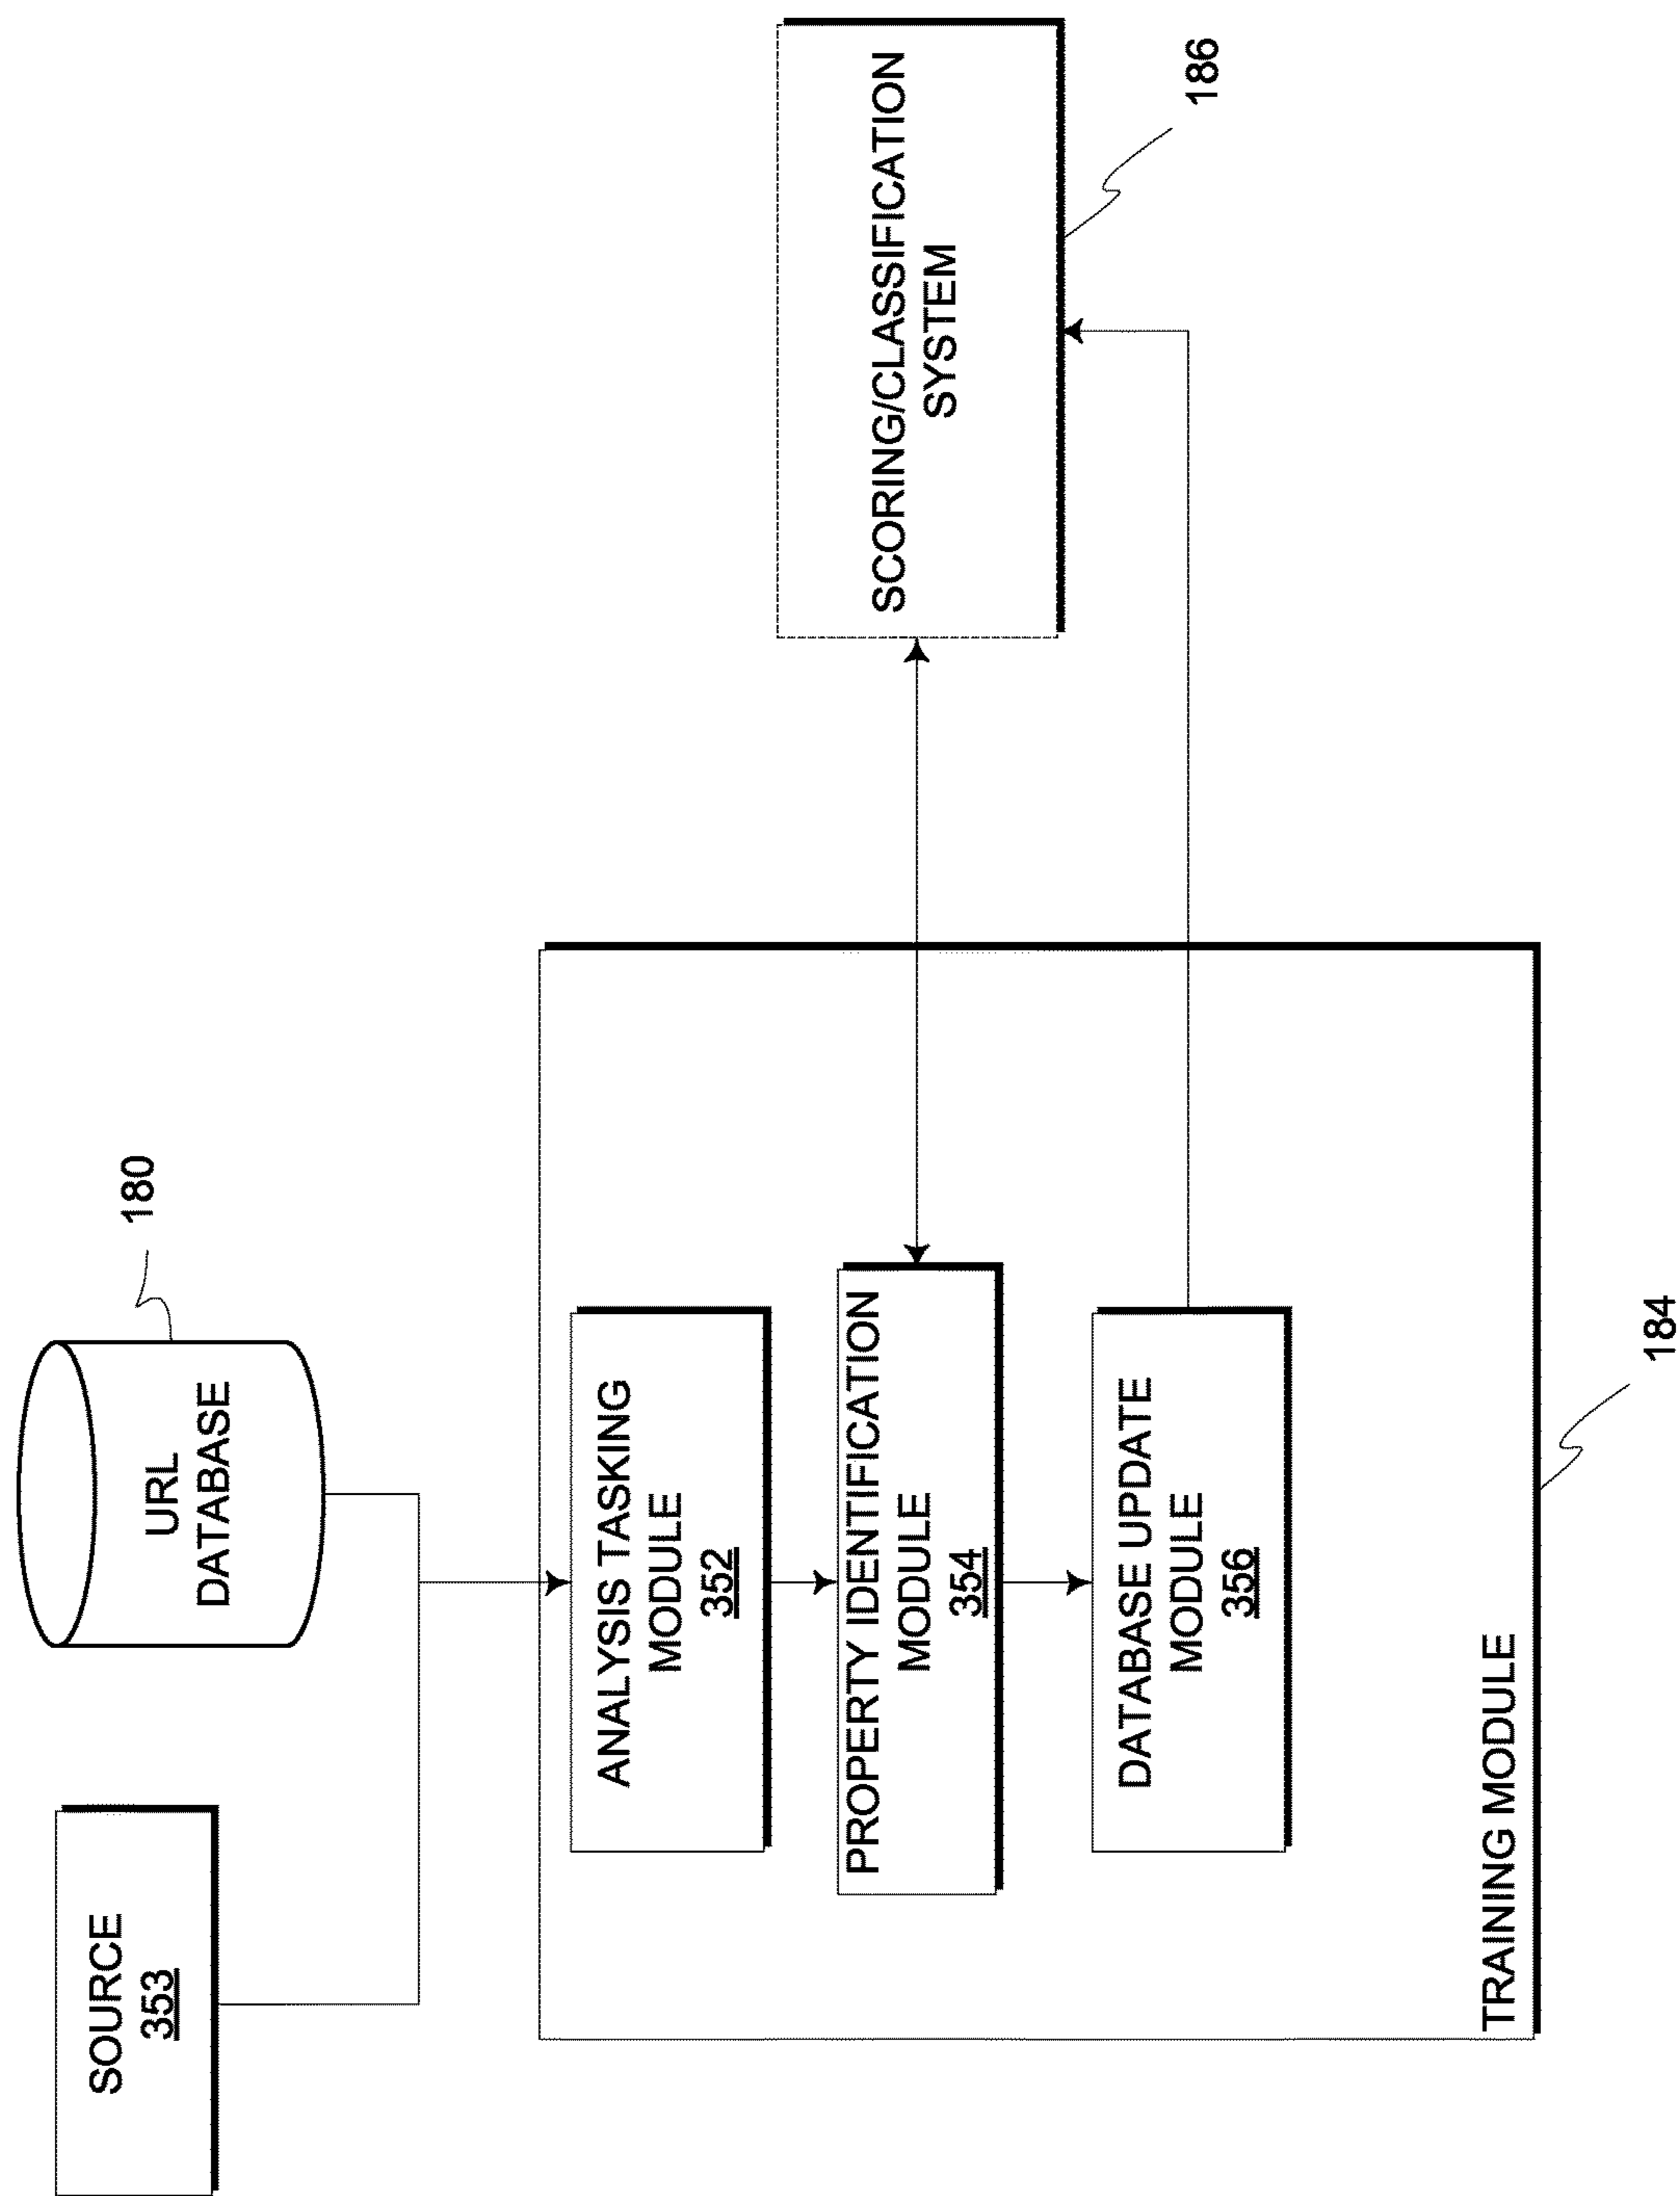 SOURCE
353
URL
DATABASE
180
ANALYSIS TASKING
MODULE
352
PROPERTY IDENTIFICATION
MODULE
354
DATABASE UPDATE
MODULE
356
TRAINING MODULE
184
SCORING/CLASSIFICATION
SYSTEM
186